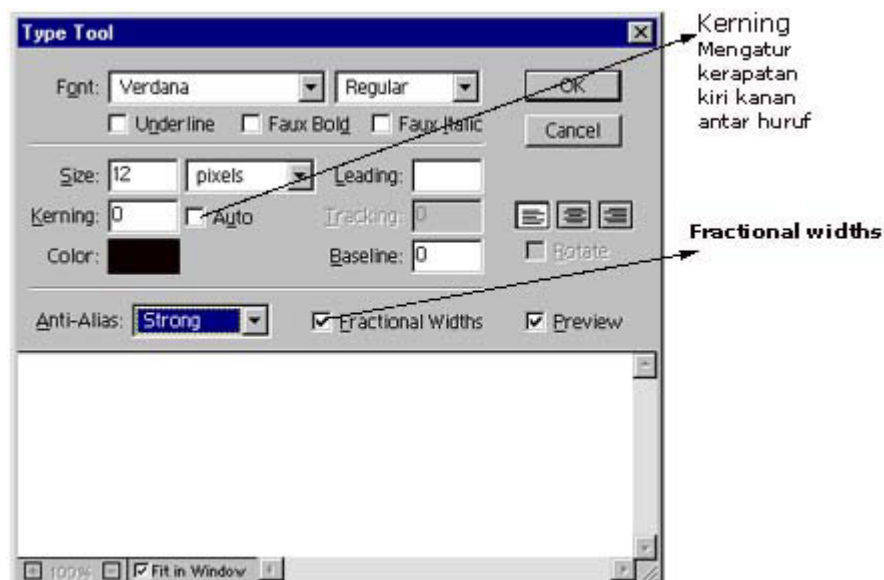 Type Tool
Kerning
Mengatur
kerapatan
kiri kanan
antar huruf
Font: Verdana Regular OK
Underline Faux Bold Faux Italic Cancel
Size: 12 pixels Leading:
Kerning: 0 Auto Tracking: 0
Color: Baseline: 0 Rotate
Fractional widths
Anti-Alias: Strong Fractional Widths Preview
100% Fit in Window